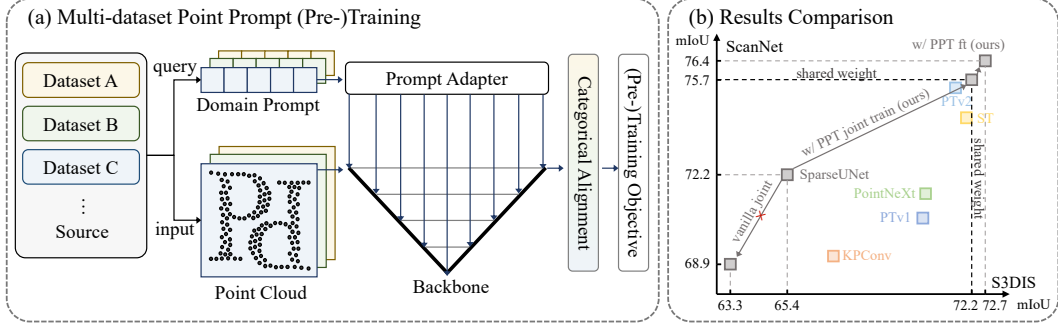 (a) Multi-dataset Point Prompt (Pre-)Training
Dataset A
Dataset B
Dataset C
⋮
Source
query
input
Domain Prompt
Point Cloud
Prompt Adapter
Backbone
Categorical Alignment
(Pre-)Training Objective
(b) Results Comparison
mIoU
ScanNet
w/ PPT ft (ours)
76.4
75.7
shared weight
PTv2
ST
w/ PPT joint train (ours)
72.2
SparseUNet
shared weight
PointNeXt
PTv1
vanilla joint
KPConv
68.9
S3DIS
63.3
65.4
72.2
72.7
mIoU